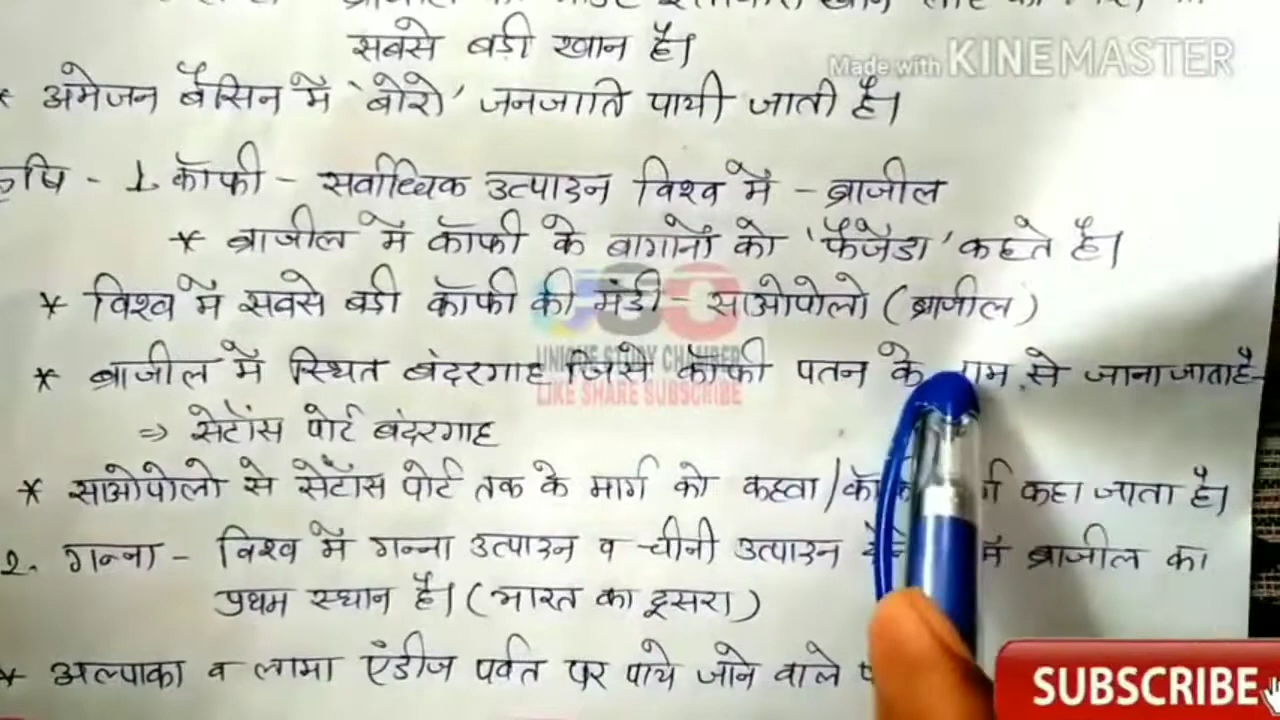 सबसे बड़ी खान है।
Made with KINEMASTER
* अमेजन बेसिन में 'बोरो' जनजाति पायी जाती है।
कृषि - 1. कॉफी - सर्वाधिक उत्पादन विश्व में - ब्राजील
* ब्राजील में कॉफी के बागानों को 'फैजेंडा' कहते है।
* विश्व में सबसे बडी कॉफी की मंडी - साओपोलो (ब्राजील)
* ब्राजील में स्थित बंदरगाह जिसे कॉफी पतन के नाम से जाना जाता है-
UNIQUE STUDY CHAMBER
LIKE SHARE SUBSCRIBE
⇒ सेटोंस पोर्ट बंदरगाह
* साओपोलो से सेटोंस पोर्ट तक के मार्ग को कहवा/ कहा जाता है।
2. गन्ना - विश्व में गन्ना उत्पादन व चीनी उत्पादन में ब्राजील का
प्रथम स्थान है। (भारत का दूसरा)
* अल्पाका व लामा एंडीज पर्वत पर पाये जाने वाले
SUBSCRIBE